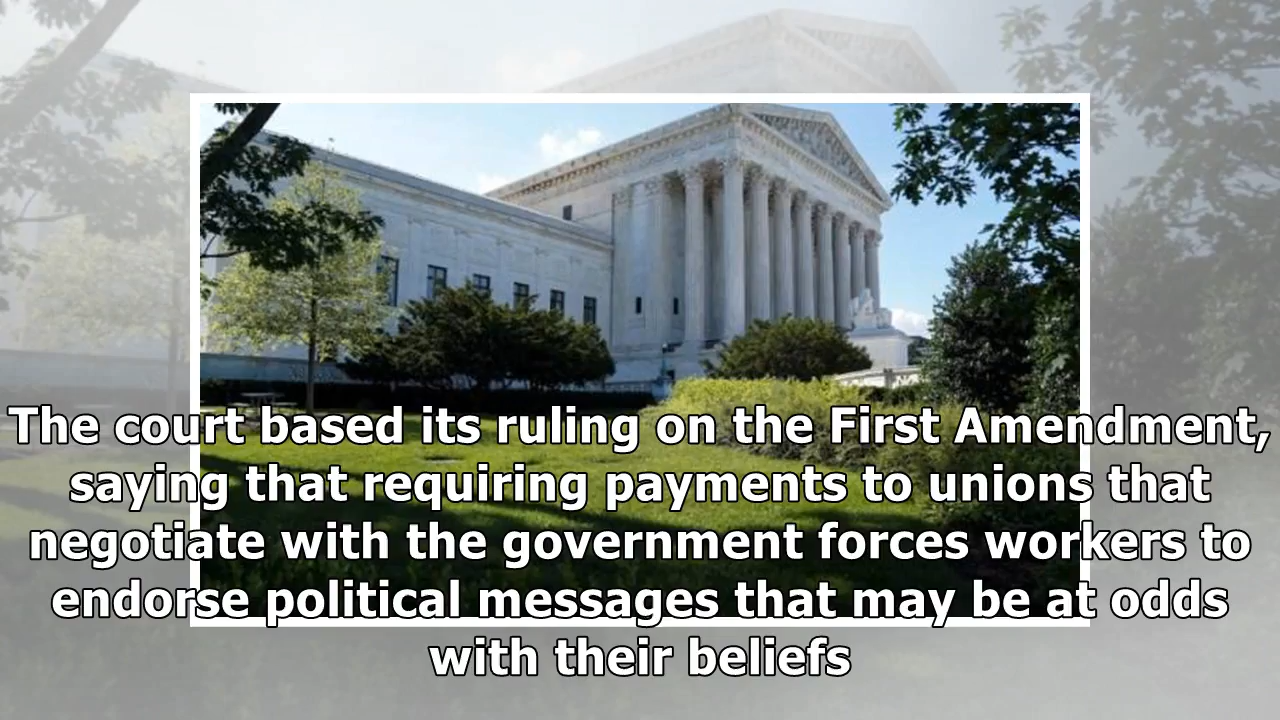 The court based its ruling on the First Amendment,
saying that requiring payments to unions that
negotiate with the government forces workers to
endorse political messages that may be at odds
with their beliefs